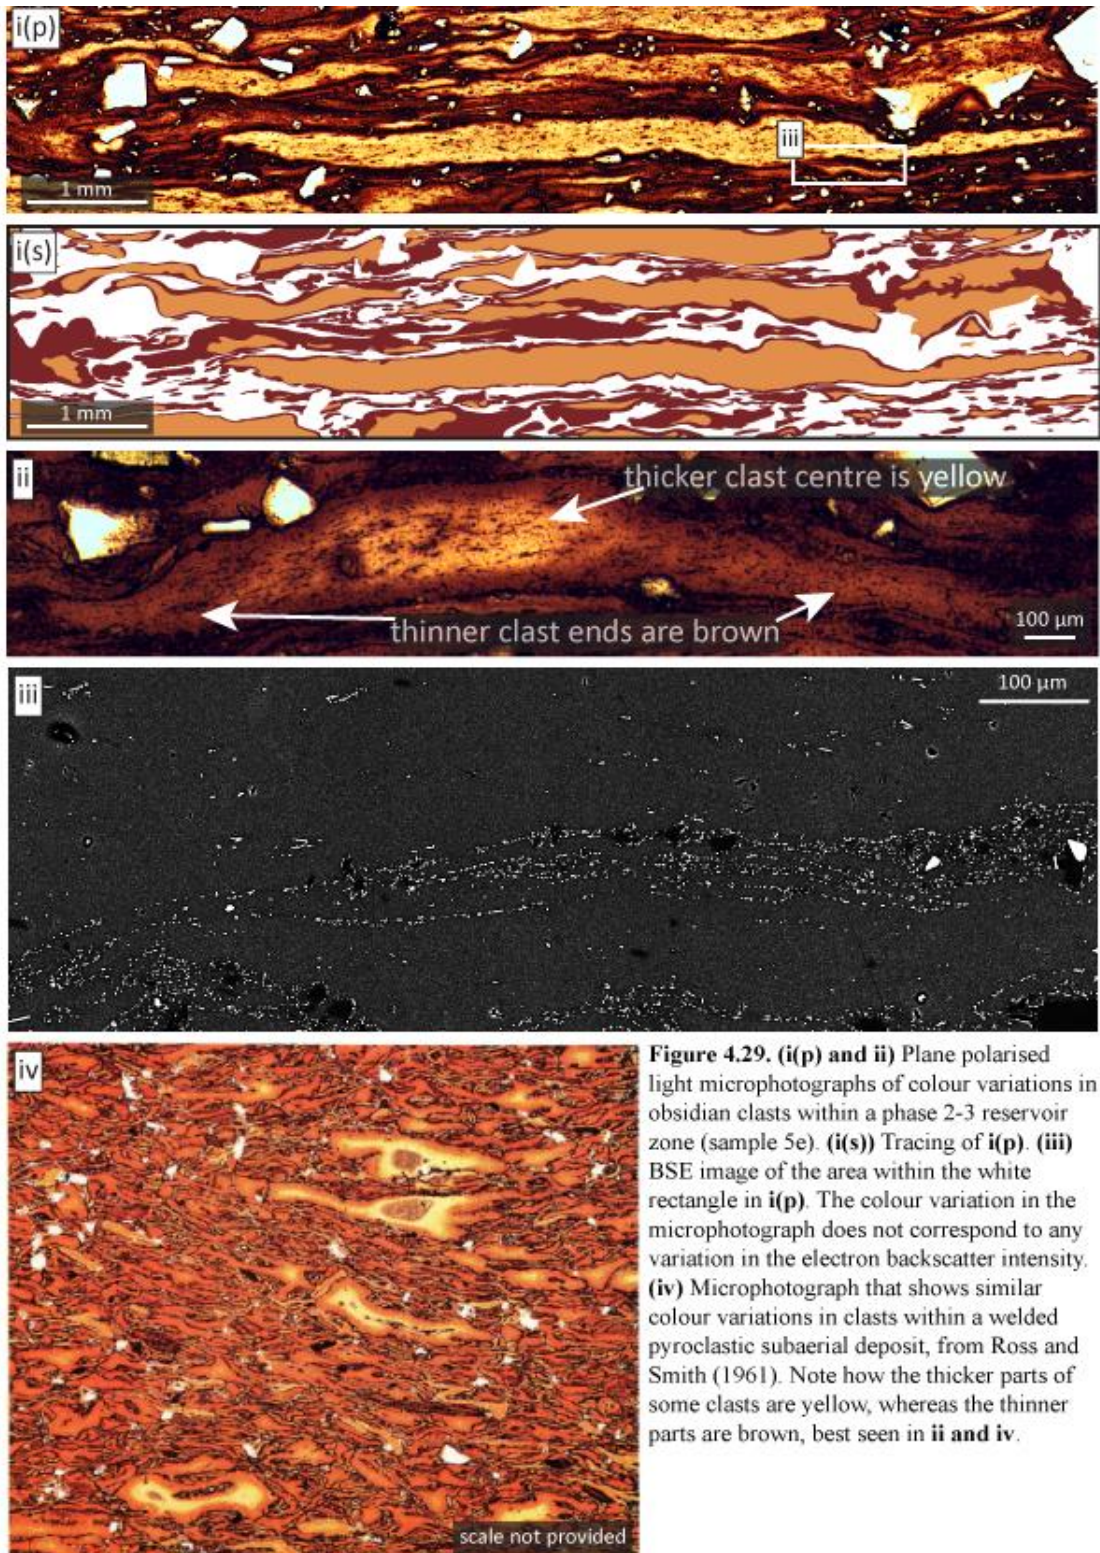 i(p)
iii
1 mm
i(s)
1 mm
ii
thicker clast centre is yellow
thinner clast ends are brown
100 µm
iii
100 µm
iv
scale not provided
Figure 4.29. (i(p) and ii) Plane polarised
light microphotographs of colour variations in
obsidian clasts within a phase 2-3 reservoir
zone (sample 5e). (i(s)) Tracing of i(p). (iii)
BSE image of the area within the white
rectangle in i(p). The colour variation in the
microphotograph does not correspond to any
variation in the electron backscatter intensity.
(iv) Microphotograph that shows similar
colour variations in clasts within a welded
pyroclastic subaerial deposit, from Ross and
Smith (1961). Note how the thicker parts of
some clasts are yellow, whereas the thinner
parts are brown, best seen in ii and iv.